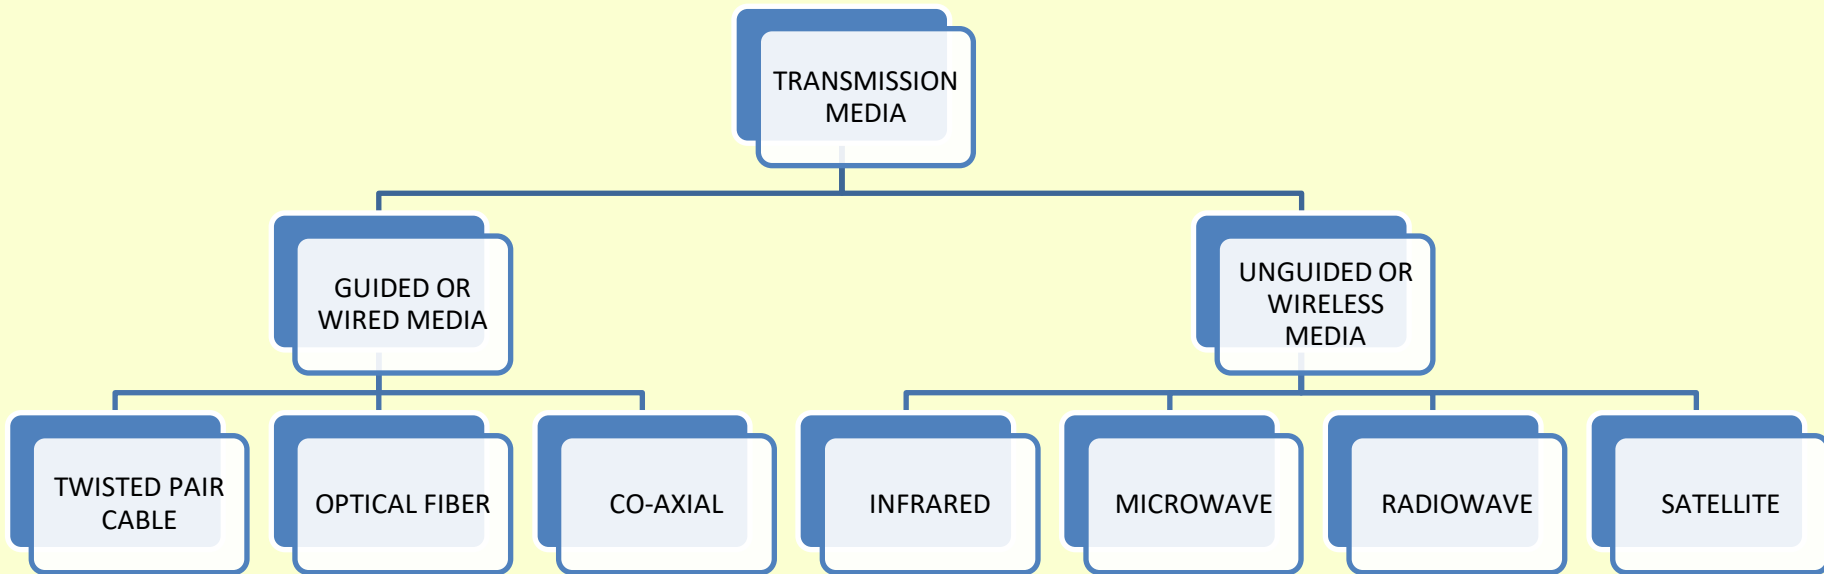 TRANSMISSION
MEDIA
GUIDED OR
WIRED MEDIA
UNGUIDED OR
WIRELESS
MEDIA
TWISTED PAIR
CABLE
OPTICAL FIBER
CO-AXIAL
INFRARED
MICROWAVE
RADIOWAVE
SATELLITE